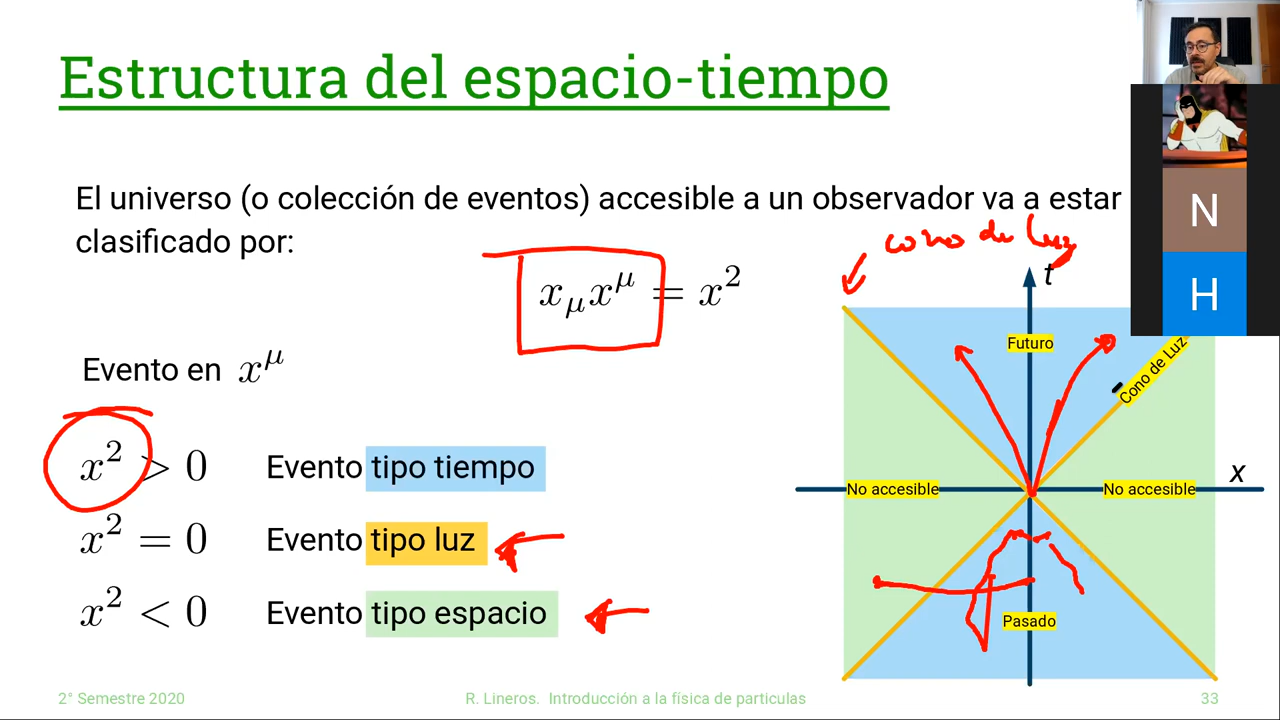 Estructura del espacio-tiempo
El universo (o colección de eventos) accesible a un observador va a estar
clasificado por:
cono de Luz
x_μ x^μ = x²
t
N
H
Futuro
Cono de Luz
Evento en x^μ
x² > 0 Evento tipo tiempo
x
No accesible No accesible
x² = 0 Evento tipo luz
x² < 0 Evento tipo espacio
Pasado
2° Semestre 2020 R. Lineros. Introducción a la física de particulas 33